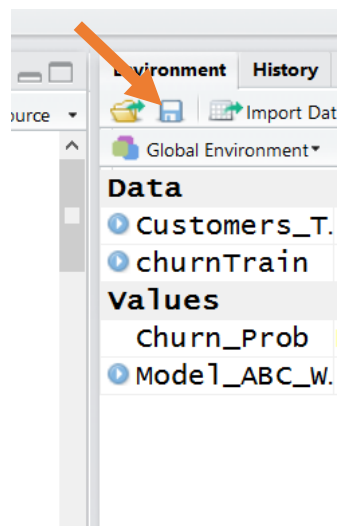 Environment History
ource
Import Dat
Global Environment
Data
Customers_T.
churnTrain
Values
Churn_Prob
Model_ABC_W.